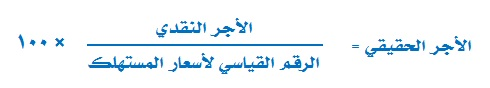 الأجر النقدي
الأجر الحقيقي = × ١٠٠
الرقم القياسي لأسعار المستهلك